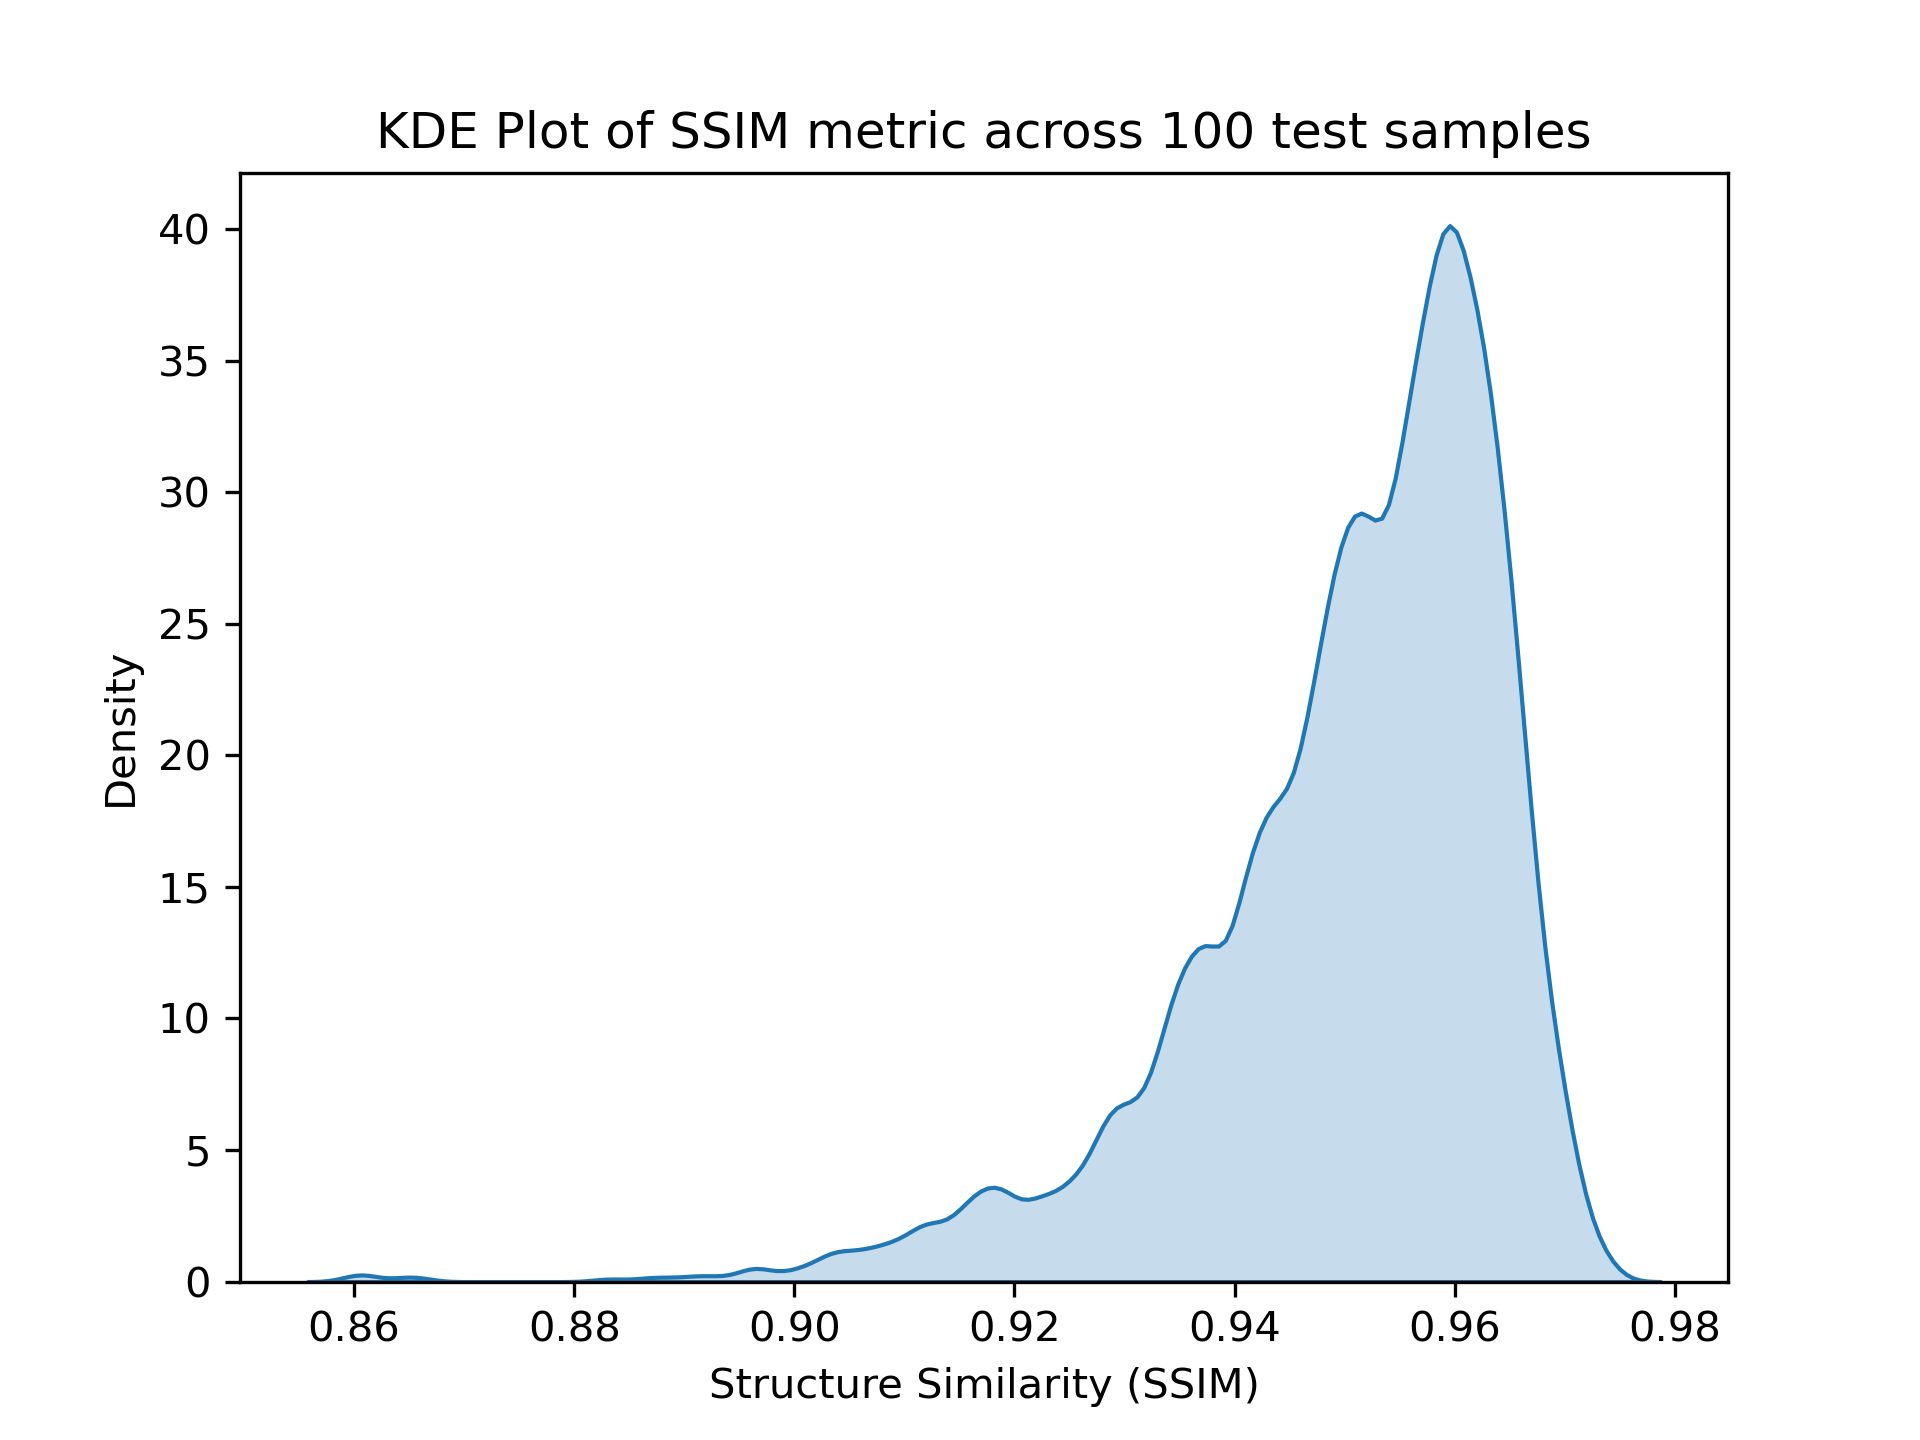 KDE Plot of SSIM metric across 100 test samples
40
35
30
25
20
15
10
5
0
Density
0.86 0.88 0.90 0.92 0.94 0.96 0.98
Structure Similarity (SSIM)